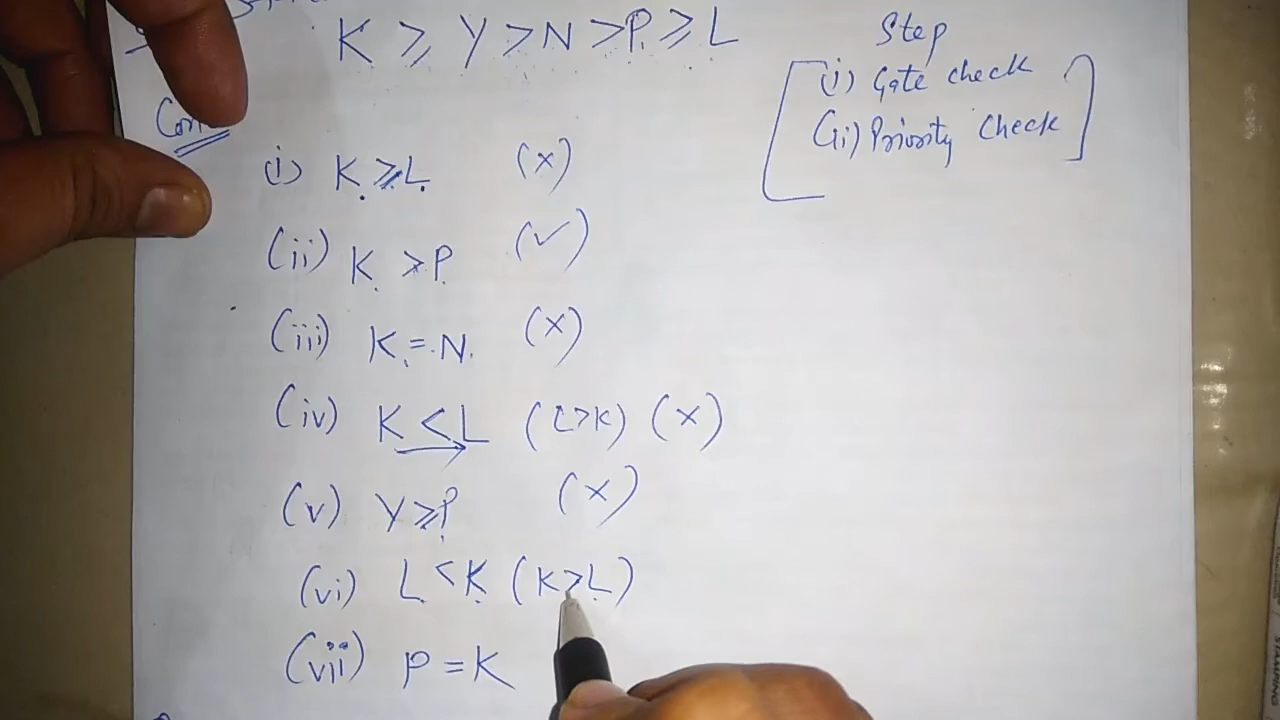 K ⩾ Y > N > P ⩾ L
Step
(i) Gate check
(ii) Priority check
(i) K ⩾ L (×)
(ii) K > P (✓)
(iii) K = N (×)
(iv) K < L (L>K) (×)
(v) Y ⩾ P (×)
(vi) L < K (K>L)
(vii) P = K